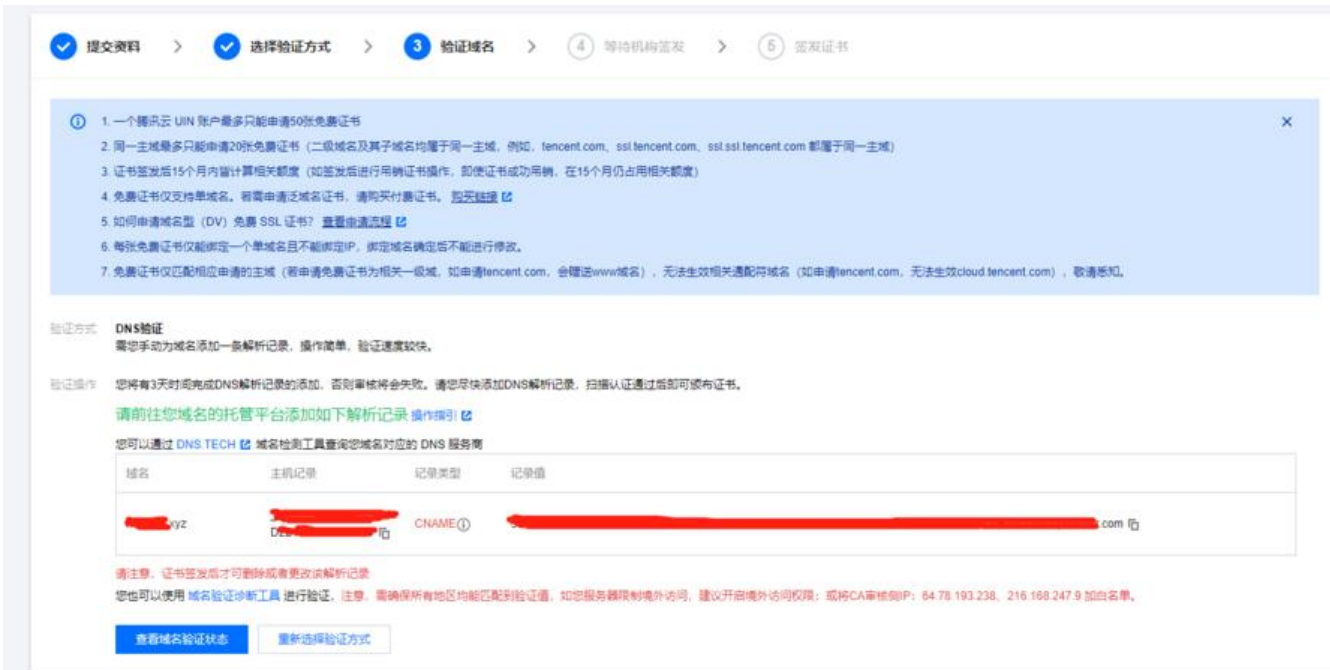 提交资料 > 选择验证方式 > 3 验证域名 > 4 等待机构签发 > 5 签发证书
1. 一个腾讯云 UIN 账户最多只能申请50张免费证书
2. 同一主域最多只能申请20张免费证书（二级域名及其子域名均属于同一主域，例如，tencent.com、ssl.tencent.com、ssl.ssl.tencent.com 都属于同一主域）
3. 证书签发后15个月内皆计算相关额度（如签发后进行吊销证书操作，即使证书成功吊销，在15个月仍占用相关额度）
4. 免费证书仅支持单域名。若需申请泛域名证书，请购买付费证书。 购买链接
5. 如何申请域名型（DV）免费 SSL 证书？ 查看申请流程
6. 每张免费证书仅能绑定一个单域名且不能绑定IP，绑定域名确定后不能进行修改。
7. 免费证书仅匹配相应申请的主域（若申请免费证书为相关一级域，如申请tencent.com，会赠送www域名），无法生效相关通配符域名（如申请tencent.com，无法生效cloud.tencent.com），敬请悉知。
验证方式 DNS验证
需您手动为域名添加一条解析记录，操作简单，验证速度较快。
验证操作 您将有3天时间完成DNS解析记录的添加，否则审核将会失败。请您尽快添加DNS解析记录，扫描认证通过后即可颁布证书。
请前往您域名的托管平台添加如下解析记录 操作指引
您可以通过 DNS.TECH 域名检测工具查询您域名对应的 DNS 服务商
域名 主机记录 记录类型 记录值
xyz CNAME .com
请注意，证书签发后才可删除或者更改该解析记录
您也可以使用 域名验证诊断工具 进行验证，注意，需确保所有地区均能匹配到验证值，如您服务器限制境外访问，建议开启境外访问权限；或将CA审核侧IP：64.78.193.238，216.168.247.9 加白名单。
查看域名验证状态 重新选择验证方式